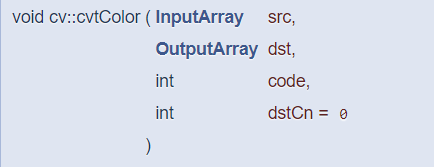 void cv::cvtColor ( InputArray src,
OutputArray dst,
int code,
int dstCn = 0
)